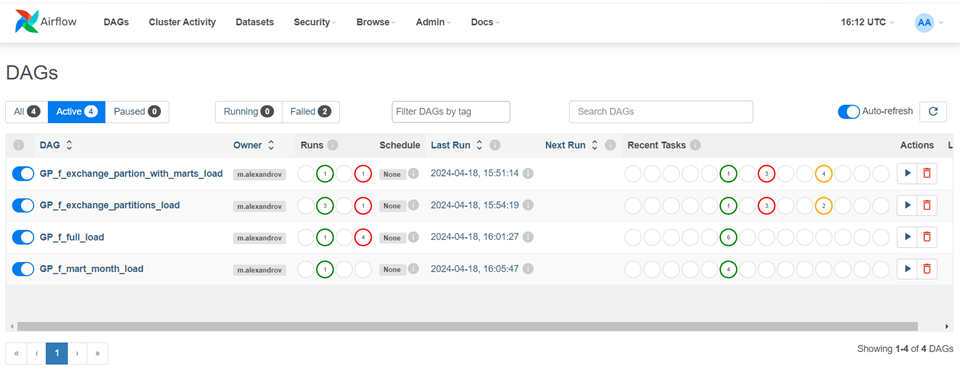 Airflow DAGs Cluster Activity Datasets Security Browse Admin Docs 16:12 UTC AA
DAGs
All 4 Active 4 Paused 0 Running 0 Failed 2 Filter DAGs by tag Search DAGs Auto-refresh
DAG Owner Runs Schedule Last Run Next Run Recent Tasks Actions L
GP_f_exchange_partion_with_marts_load m.alexandrov 1 1 None 2024-04-18, 15:51:14 1 3 4
GP_f_exchange_partitions_load m.alexandrov 3 1 None 2024-04-18, 15:54:19 1 3 2
GP_f_full_load m.alexandrov 1 4 None 2024-04-18, 16:01:27 6
GP_f_mart_month_load m.alexandrov 1 None 2024-04-18, 16:05:47 4
« ‹ 1 › » Showing 1-4 of 4 DAGs